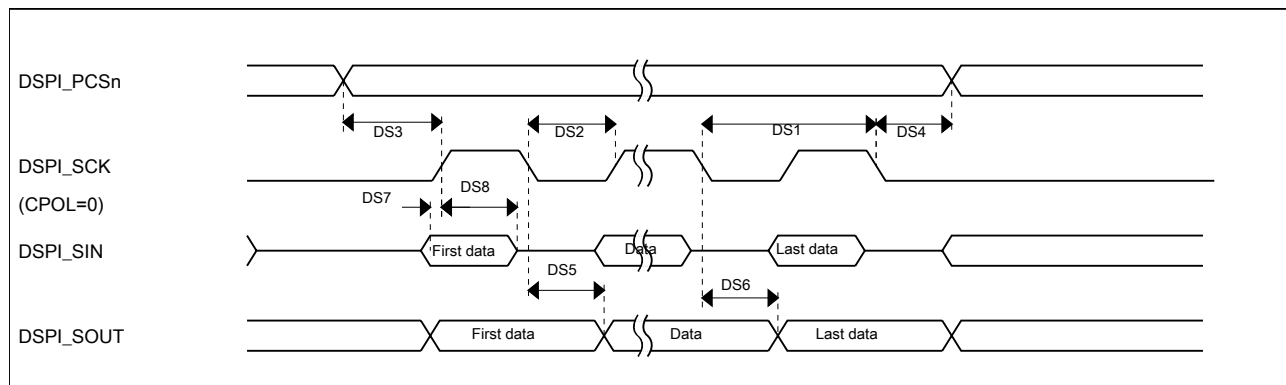 DSPI_PCSn
DS3
DS2
DS1
DS4
DSPI_SCK
(CPOL=0)
DS7
DS8
DSPI_SIN
First data
Data
Last data
DS5
DS6
DSPI_SOUT
First data
Data
Last data